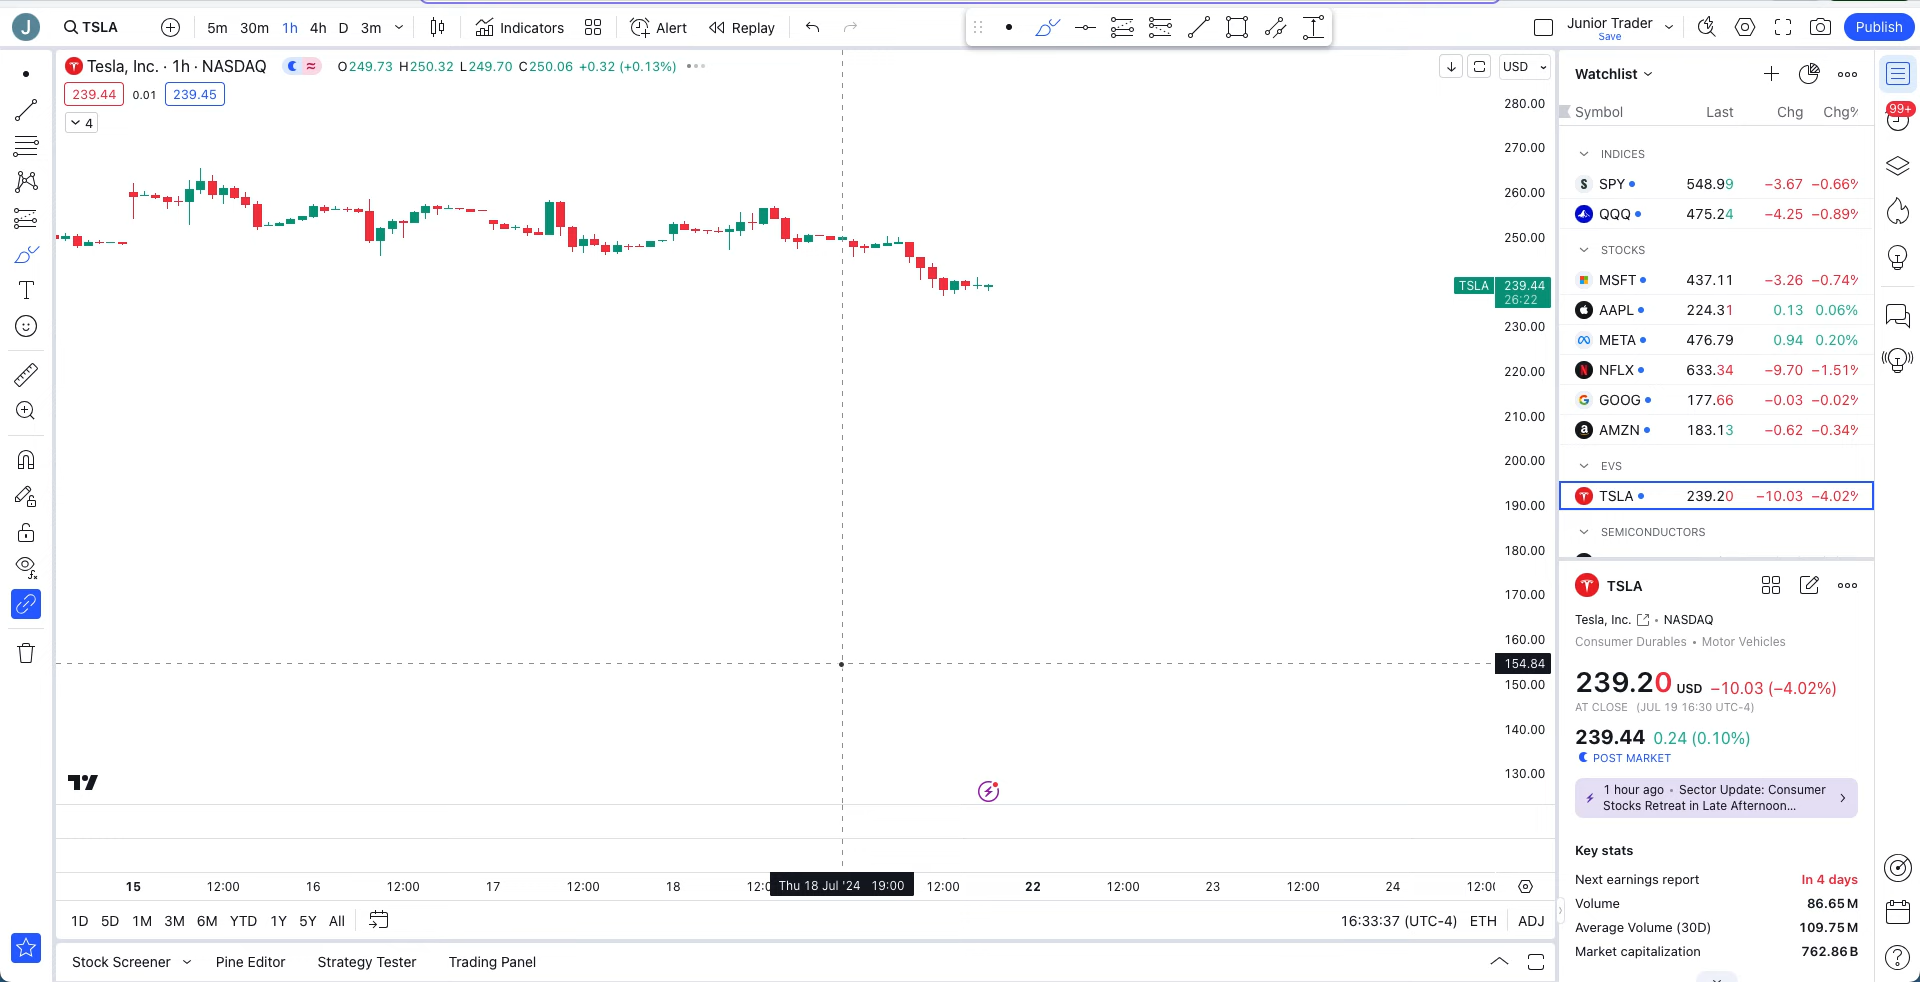 J TSLA 5m 30m 1h 4h D 3m Indicators Alert Replay Junior Trader Save Publish
Tesla, Inc. · 1h · NASDAQ O249.73 H250.32 L249.70 C250.06 +0.32 (+0.13%) USD
239.44 0.01 239.45
4
280.00
270.00
260.00
250.00
TSLA 239.44
26:22
230.00
220.00
210.00
200.00
190.00
180.00
170.00
160.00
154.84
150.00
140.00
130.00
15 12:00 16 12:00 17 12:00 18 Thu 18 Jul '24 19:00 12:00 22 12:00 23 12:00 24
1D 5D 1M 3M 6M YTD 1Y 5Y All 16:33:37 (UTC-4) ETH ADJ
Stock Screener Pine Editor Strategy Tester Trading Panel
Watchlist
Symbol Last Chg Chg%
INDICES
SPY 548.99 −3.67 −0.66%
QQQ 475.24 −4.25 −0.89%
STOCKS
MSFT 437.11 −3.26 −0.74%
AAPL 224.31 0.13 0.06%
META 476.79 0.94 0.20%
NFLX 633.34 −9.70 −1.51%
GOOG 177.66 −0.03 −0.02%
AMZN 183.13 −0.62 −0.34%
EVS
TSLA 239.20 −10.03 −4.02%
SEMICONDUCTORS
TSLA
Tesla, Inc. • NASDAQ
Consumer Durables • Motor Vehicles
239.20 USD −10.03 (−4.02%)
AT CLOSE (JUL 19 16:30 UTC-4)
239.44 0.24 (0.10%)
POST MARKET
1 hour ago • Sector Update: Consumer
Stocks Retreat in Late Afternoon...
Key stats
Next earnings report In 4 days
Volume 86.65M
Average Volume (30D) 109.75M
Market capitalization 762.86B
99+